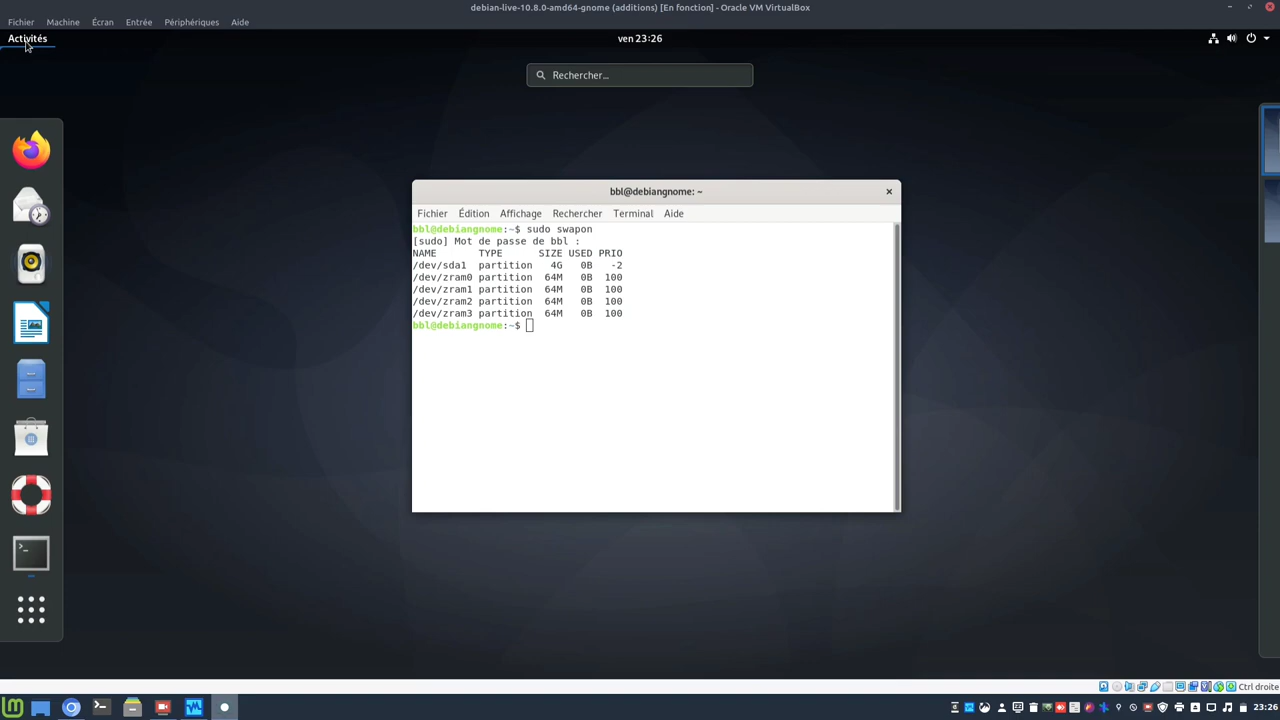 debian-live-10.8.0-amd64-gnome (additions) [En fonction] - Oracle VM VirtualBox
Fichier Machine Écran Entrée Périphériques Aide
Activités
ven 23:26
Rechercher...
bbl@debiangnome: ~
Fichier Édition Affichage Rechercher Terminal Aide
bbl@debiangnome:~$ sudo swapon
[sudo] Mot de passe de bbl :
NAME TYPE SIZE USED PRIO
/dev/sda1 partition 4G 0B -2
/dev/zram0 partition 64M 0B 100
/dev/zram1 partition 64M 0B 100
/dev/zram2 partition 64M 0B 100
/dev/zram3 partition 64M 0B 100
bbl@debiangnome:~$
Ctrl droite
23:26